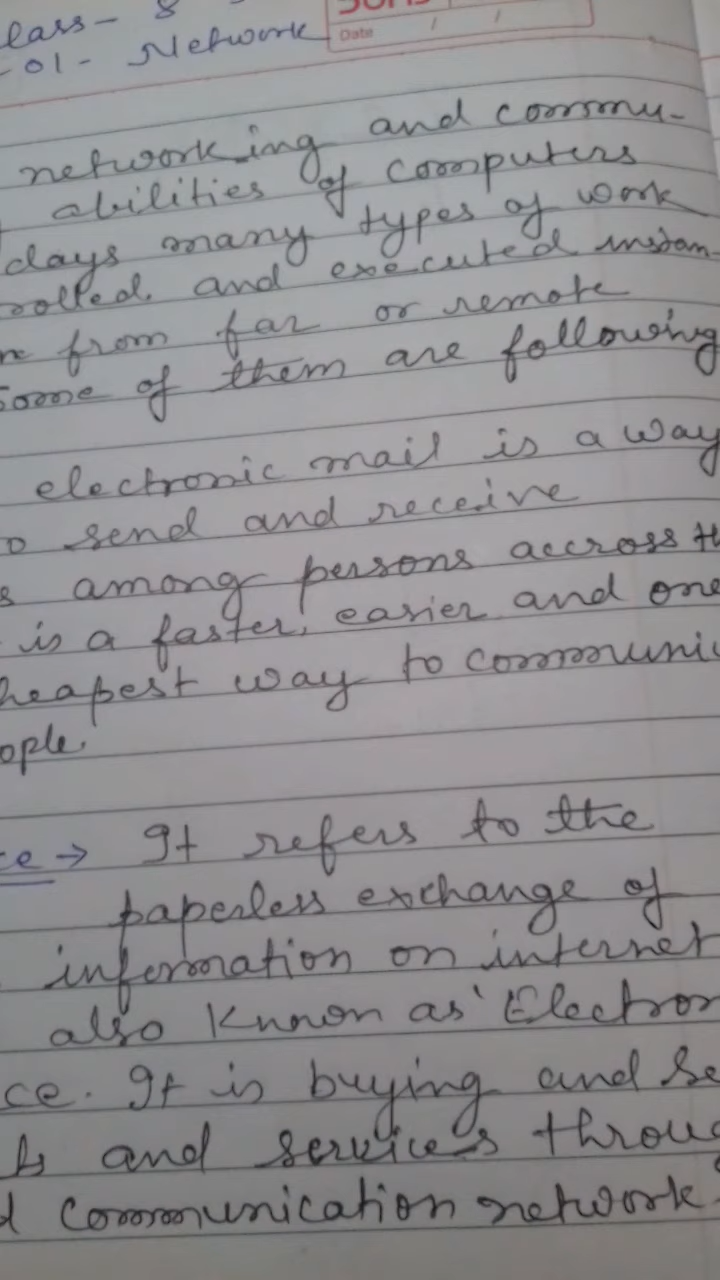 lass- 8
-01- Network
Date / /
networking and commu-
abilities of computers
days many types of work
rolled and executed instan-
from far or remote
some of them are following
electronic mail is a way
o send and receive
s among persons accross th
is a faster, easier and one
heapest way to communic
ople.
ce → It refers to the
paperless exchange of
information on internet
also known as 'Electron
ce. It is buying and se
ts and services throug
d communication network.